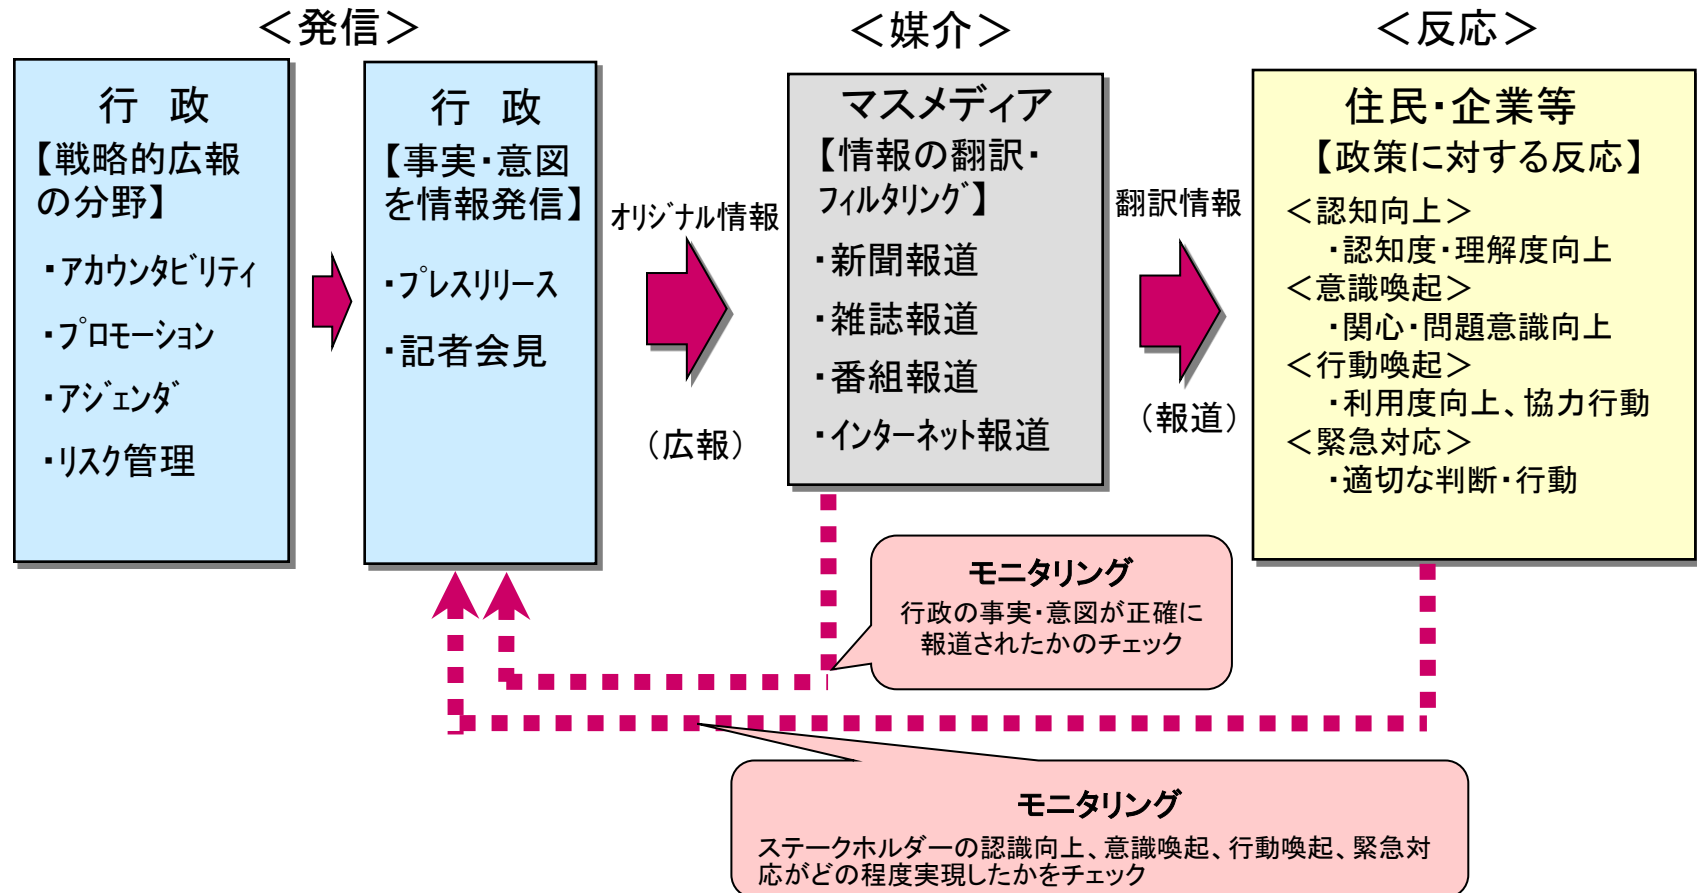 ＜発信＞
行　政
【戦略的広報
の分野】
・アカウンタビリティ
・プロモーション
・アジェンダ
・リスク管理
行　政
【事実・意図
を情報発信】
・プレスリリース
・記者会見
オリジナル情報
（広報）
＜媒介＞
マスメディア
【情報の翻訳・
フィルタリング】
・新聞報道
・雑誌報道
・番組報道
・インターネット報道
翻訳情報
（報道）
＜反応＞
住民・企業等
【政策に対する反応】
＜認知向上＞
・認知度・理解度向上
＜意識喚起＞
・関心・問題意識向上
＜行動喚起＞
・利用度向上、協力行動
＜緊急対応＞
・適切な判断・行動
モニタリング
行政の事実・意図が正確に
報道されたかのチェック
モニタリング
ステークホルダーの認識向上、意識喚起、行動喚起、緊急対
応がどの程度実現したかをチェック